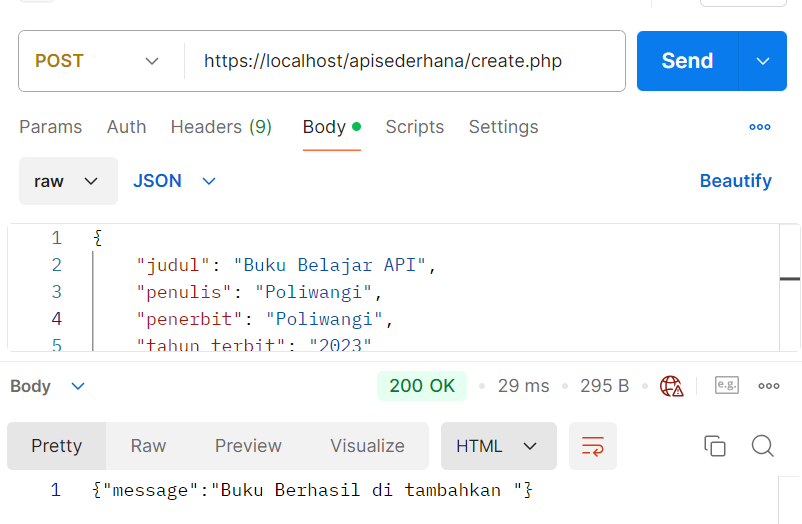 POST https://localhost/apisederhana/create.php Send
Params Auth Headers (9) Body Scripts Settings
raw JSON Beautify
1 {
2 "judul": "Buku Belajar API",
3 "penulis": "Poliwangi",
4 "penerbit": "Poliwangi",
5 "tahun_terbit": "2023"
Body 200 OK 29 ms 295 B e.g.
Pretty Raw Preview Visualize HTML
1 {"message":"Buku Berhasil di tambahkan "}